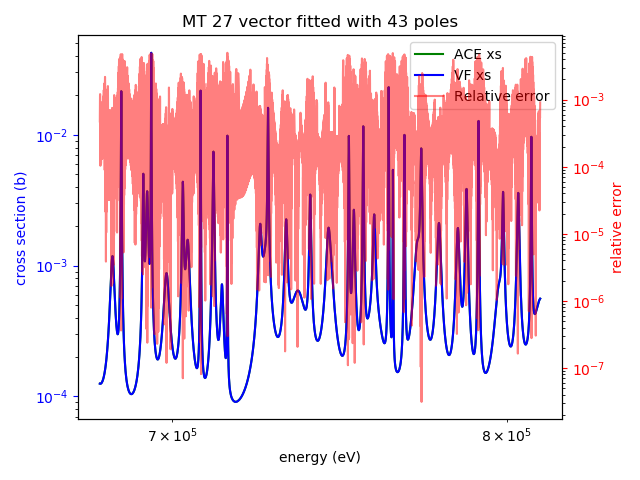 MT 27 vector fitted with 43 poles
ACE xs
VF xs
Relative error
cross section (b)
10⁻²
10⁻³
10⁻⁴
10⁻³
10⁻⁴
10⁻⁵
10⁻⁶
10⁻⁷
relative error
7 × 10⁵
8 × 10⁵
energy (eV)